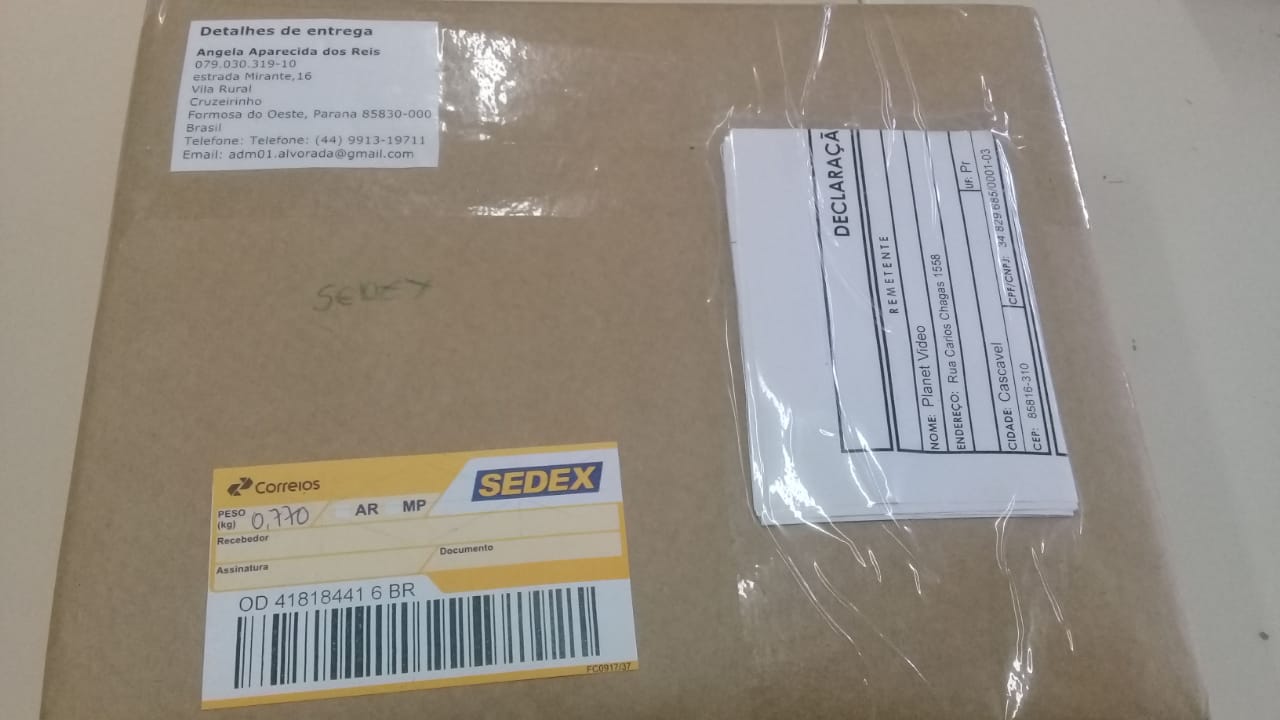 Detalhes de entrega
Angela Aparecida dos Reis
079.030.319-10
estrada Mirante,16
Vila Rural
Cruzeirinho
Formosa do Oeste, Parana 85830-000
Brasil
Telefone: Telefone: (44) 9913-19711
Email: adm01.alvorada@gmail.com
SEDEX
Correios
SEDEX
PESO (kg) 0,770 AR MP
Recebedor
Assinatura Documento
OD 41818441 6 BR
FC0917/37
DECLARAÇÃ
REMETENTE
NOME: Planet Video
ENDEREÇO: Rua Carlos Chagas 1558
UF: Pr
CIDADE: Cascavel
CEP: 85816-310 CPF/CNPJ: 34.829.685/0001-03